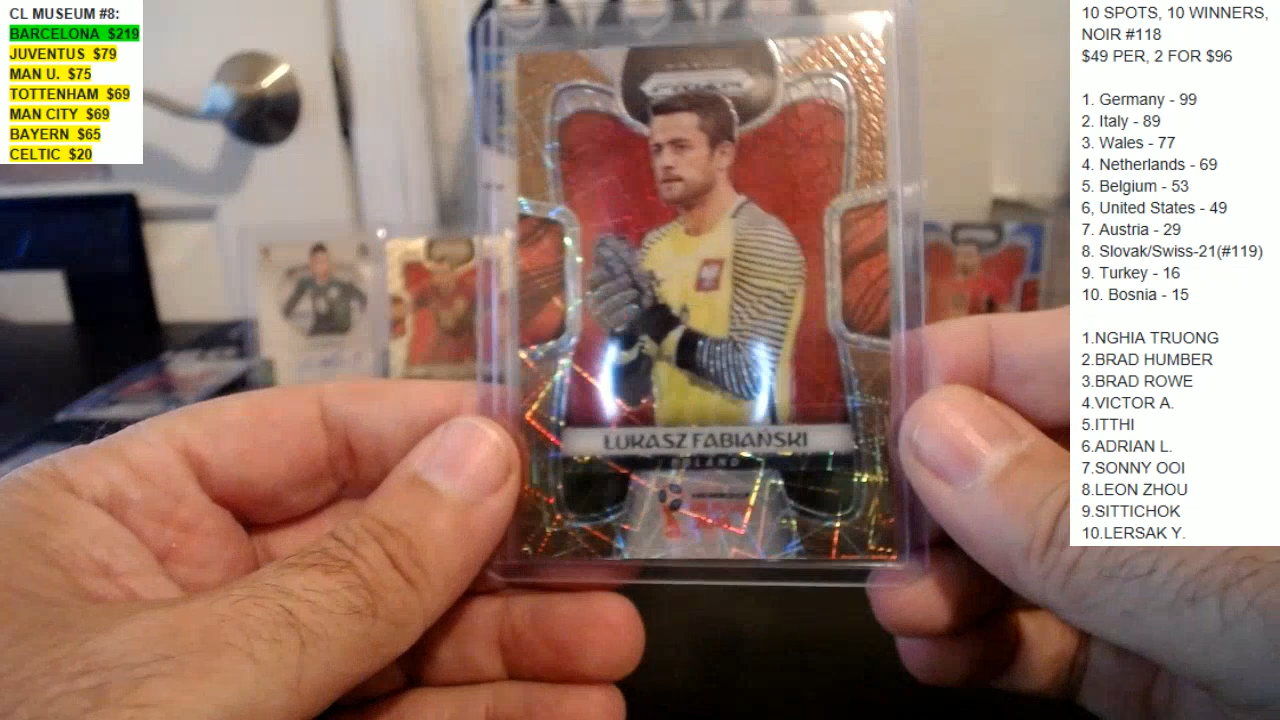 CL MUSEUM #8:
BARCELONA $219
JUVENTUS $79
MAN U. $75
TOTTENHAM $69
MAN CITY $69
BAYERN $65
CELTIC $20
PRIZM
ŁUKASZ FABIAŃSKI
POLAND
10 SPOTS, 10 WINNERS,
NOIR #118
$49 PER, 2 FOR $96
1. Germany - 99
2. Italy - 89
3. Wales - 77
4. Netherlands - 69
5. Belgium - 53
6, United States - 49
7. Austria - 29
8. Slovak/Swiss-21(#119)
9. Turkey - 16
10. Bosnia - 15
1.NGHIA TRUONG
2.BRAD HUMBER
3.BRAD ROWE
4.VICTOR A.
5.ITTHI
6.ADRIAN L.
7.SONNY OOI
8.LEON ZHOU
9.SITTICHOK
10.LERSAK Y.